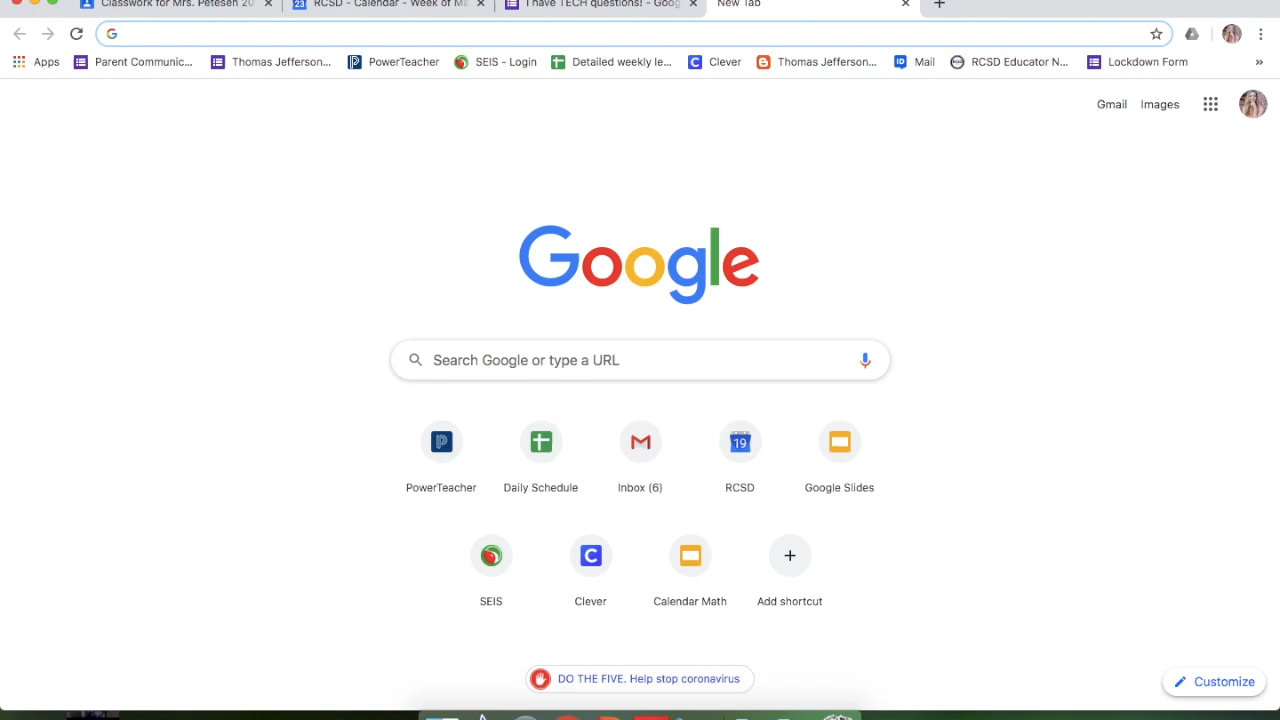 Classwork for Mrs. Petesen 20
RCSD - Calendar - Week of Ma
I have TECH questions! - Goog
New Tab
Apps
Parent Communic...
Thomas Jefferson...
PowerTeacher
SEIS - Login
Detailed weekly le...
Clever
Thomas Jefferson...
Mail
RCSD Educator N...
Lockdown Form
»
Gmail
Images
Google
Search Google or type a URL
PowerTeacher
Daily Schedule
Inbox (6)
19
RCSD
Google Slides
SEIS
Clever
Calendar Math
Add shortcut
DO THE FIVE. Help stop coronavirus
Customize